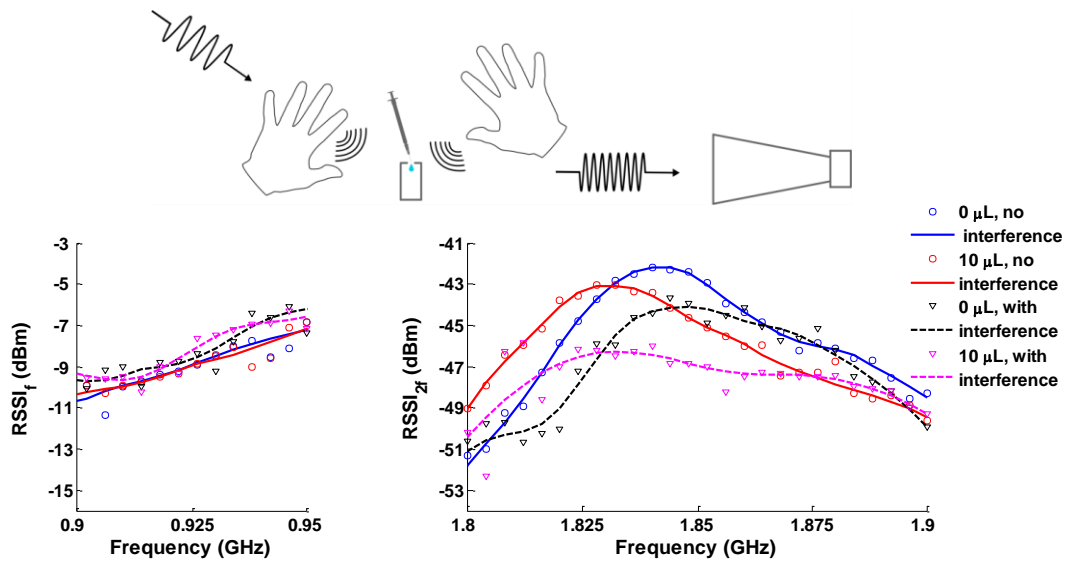 0 μL, no
interference
10 μL, no
interference
0 μL, with
interference
10 μL, with
interference
-3
-5
-7
-9
-11
-13
-15
RSSI_f (dBm)
0.9
0.925
0.95
Frequency (GHz)
-41
-43
-45
-47
-49
-51
-53
RSSI_2f (dBm)
1.8
1.825
1.85
1.875
1.9
Frequency (GHz)